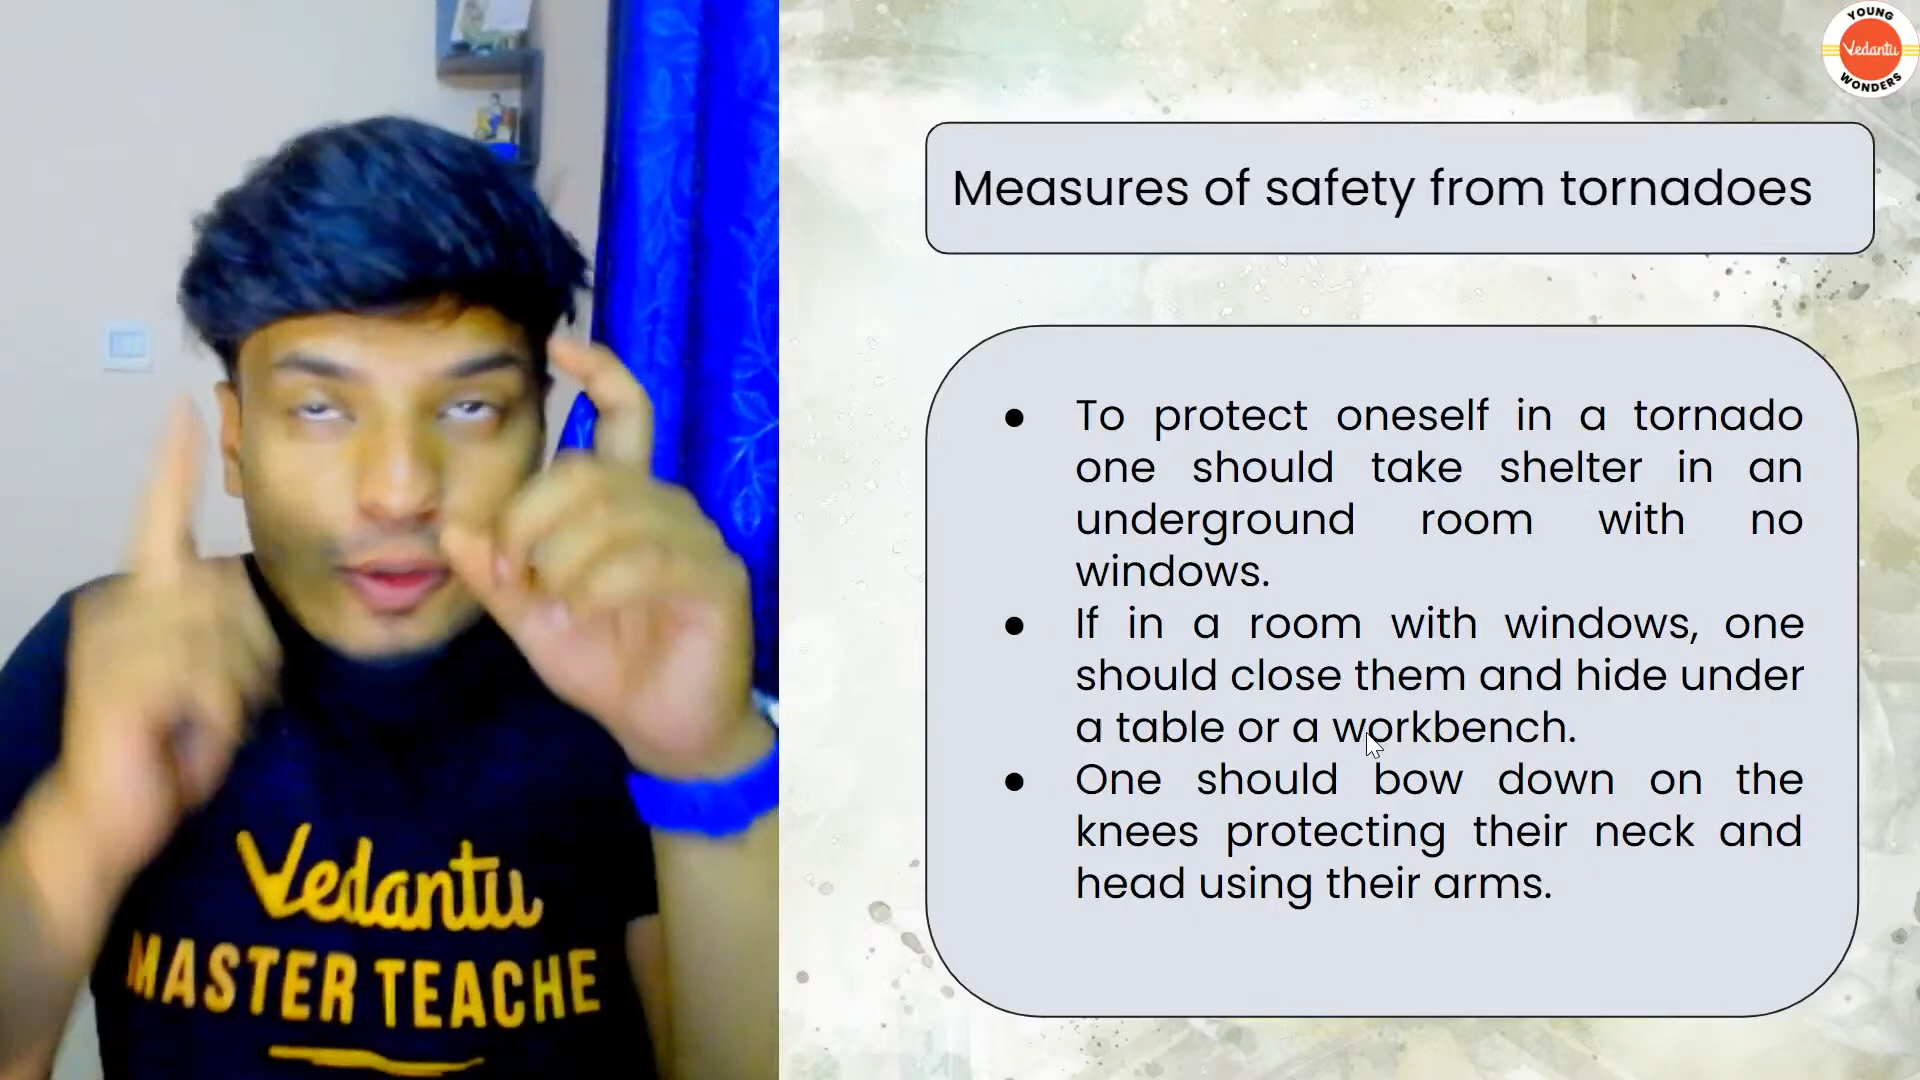 YOUNG
Vedantu
WONDERS
Measures of safety from tornadoes
● To protect oneself in a tornado
one should take shelter in an
underground room with no
windows.
● If in a room with windows, one
should close them and hide under
a table or a workbench.
● One should bow down on the
knees protecting their neck and
head using their arms.
Vedantu
MASTER TEACHE